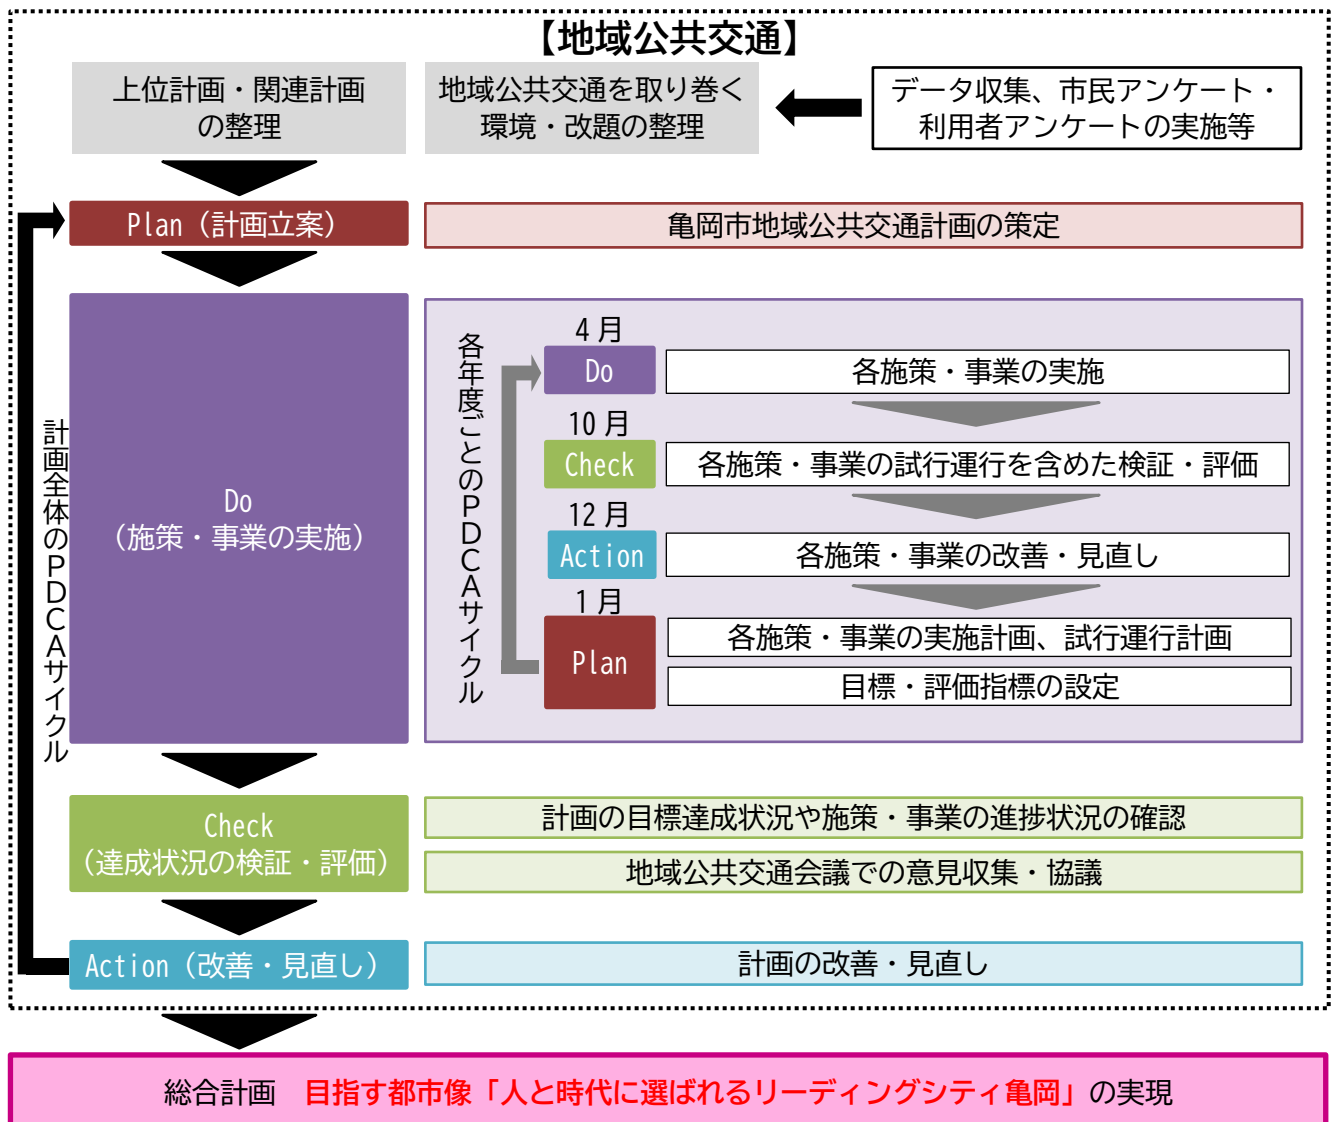 【地域公共交通】
上位計画・関連計画
の整理
地域公共交通を取り巻く
環境・改題の整理
データ収集、市民アンケート・
利用者アンケートの実施等
Plan（計画立案）
亀岡市地域公共交通計画の策定
計画全体のPDCAサイクル
Do
（施策・事業の実施）
各年度ごとのPDCAサイクル
4月
Do
各施策・事業の実施
10月
Check
各施策・事業の試行運行を含めた検証・評価
12月
Action
各施策・事業の改善・見直し
1月
Plan
各施策・事業の実施計画、試行運行計画
目標・評価指標の設定
Check
（達成状況の検証・評価）
計画の目標達成状況や施策・事業の進捗状況の確認
地域公共交通会議での意見収集・協議
Action（改善・見直し）
計画の改善・見直し
総合計画　目指す都市像「人と時代に選ばれるリーディングシティ亀岡」の実現